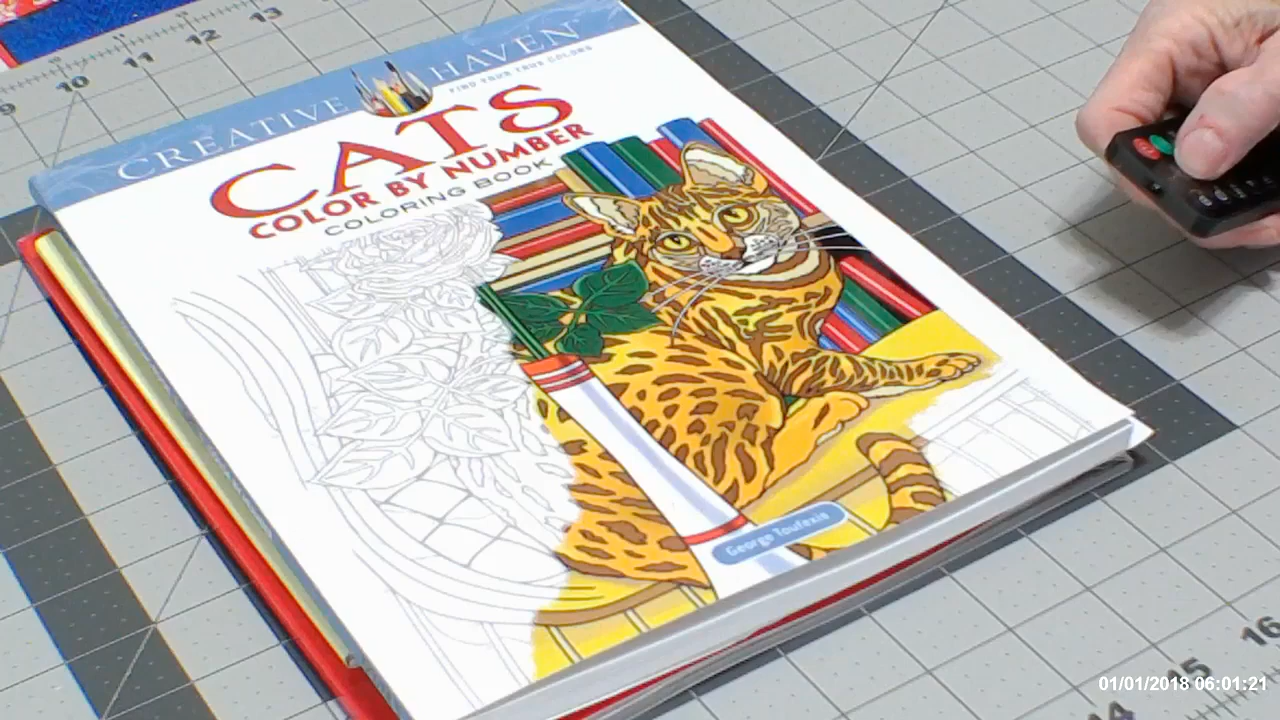 CREATIVE HAVEN
FIND YOUR TRUE COLORS
CATS
COLOR BY NUMBER
COLORING BOOK
George Toufexis
9 10 11 12 13
14 15 16
01/01/2018 06:01:21